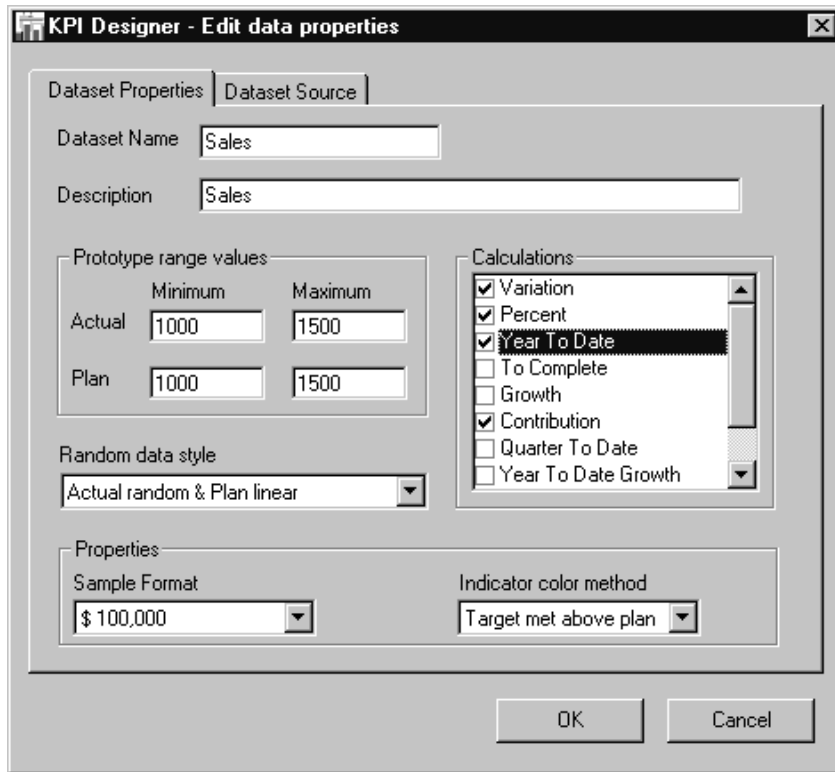 KPI Designer - Edit data properties
Dataset Properties
Dataset Source
Dataset Name
Sales
Description
Sales
Prototype range values
Minimum
Maximum
Actual
1000
1500
Plan
1000
1500
Random data style
Actual random & Plan linear
Calculations
Variation
Percent
Year To Date
To Complete
Growth
Contribution
Quarter To Date
Year To Date Growth
Properties
Sample Format
$ 100,000
Indicator color method
Target met above plan
OK
Cancel